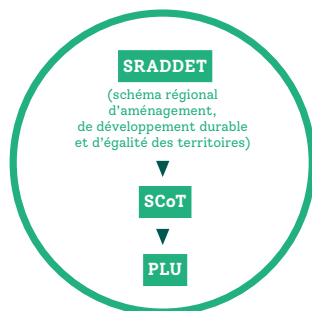 SRADDET
(schéma régional
d'aménagement,
de développement durable
et d'égalité des territoires)
SCoT
PLU